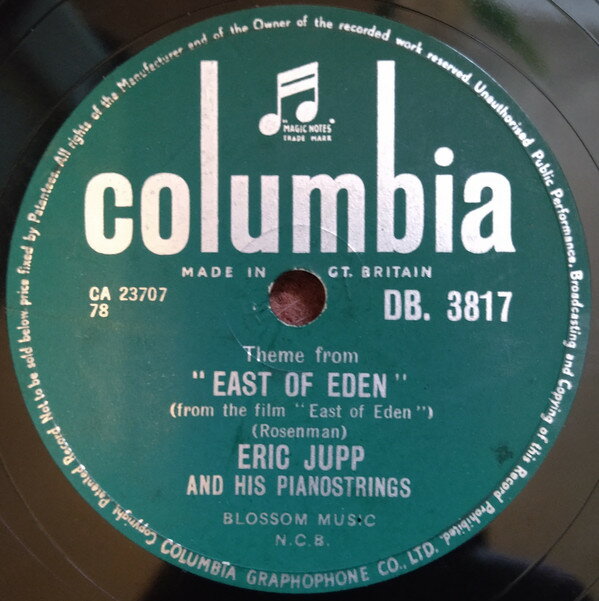 Copyright. Patented Record Not to be sold below price fixed by Patentees. All rights of the Manufacturer and of the Owner of the recorded work reserved. Unauthorised Public Performance, Broadcasting and Copying of this Record Prohibited.
"MAGIC NOTES"
TRADE MARK
columbia
MADE IN GT. BRITAIN
CA 23707
78
DB. 3817
Theme from
"EAST OF EDEN"
(from the film "East of Eden")
(Rosenman)
ERIC JUPP
AND HIS PIANOSTRINGS
BLOSSOM MUSIC
N.C.B.
COLUMBIA GRAPHOPHONE CO., LTD.